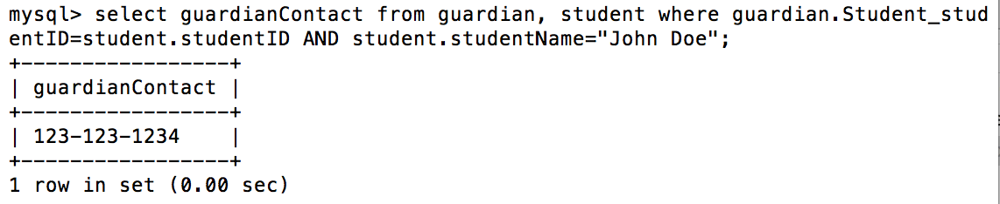 mysql> select guardianContact from guardian, student where guardian.Student_stud
entID=student.studentID AND student.studentName="John Doe";
+-----------------+
| guardianContact |
+-----------------+
| 123-123-1234    |
+-----------------+
1 row in set (0.00 sec)